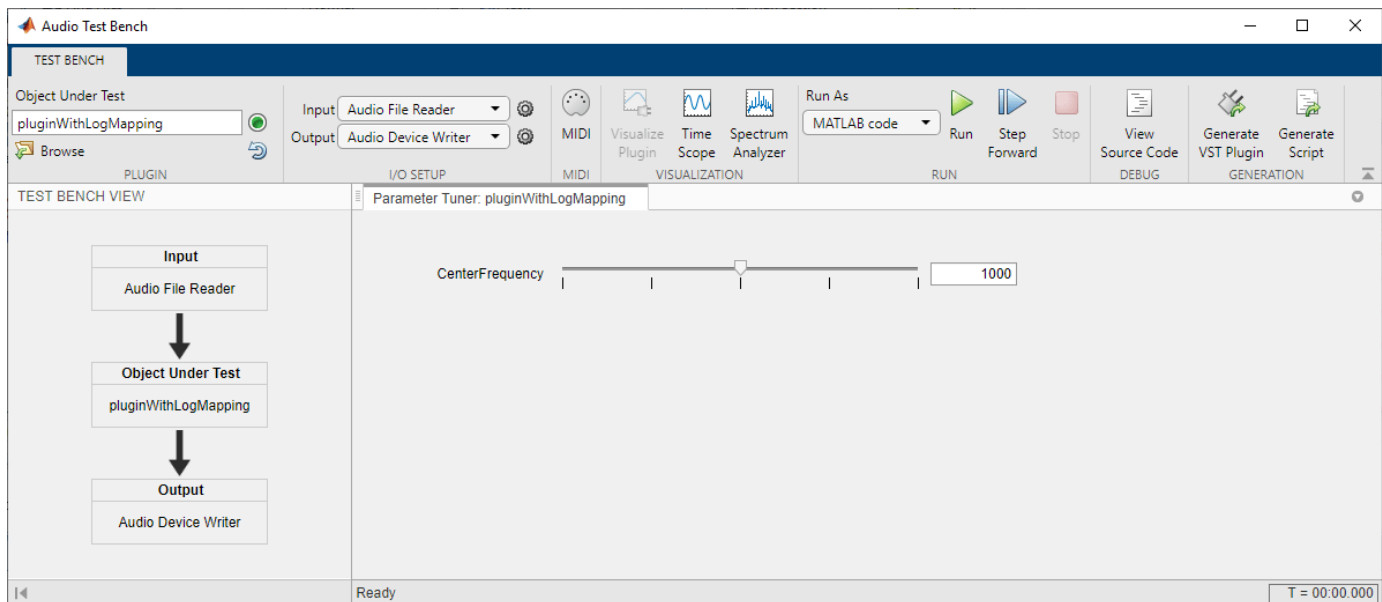 Audio Test Bench
TEST BENCH
Object Under Test
pluginWithLogMapping
Browse
PLUGIN
Input Audio File Reader
Output Audio Device Writer
I/O SETUP
MIDI
MIDI
Visualize
Plugin
Time
Scope
Spectrum
Analyzer
VISUALIZATION
Run As
MATLAB code
Run
Step
Forward
Stop
RUN
View
Source Code
DEBUG
Generate
VST Plugin
Generate
Script
GENERATION
TEST BENCH VIEW
Input
Audio File Reader
Object Under Test
pluginWithLogMapping
Output
Audio Device Writer
Parameter Tuner: pluginWithLogMapping
CenterFrequency 1000
Ready
T = 00:00.000